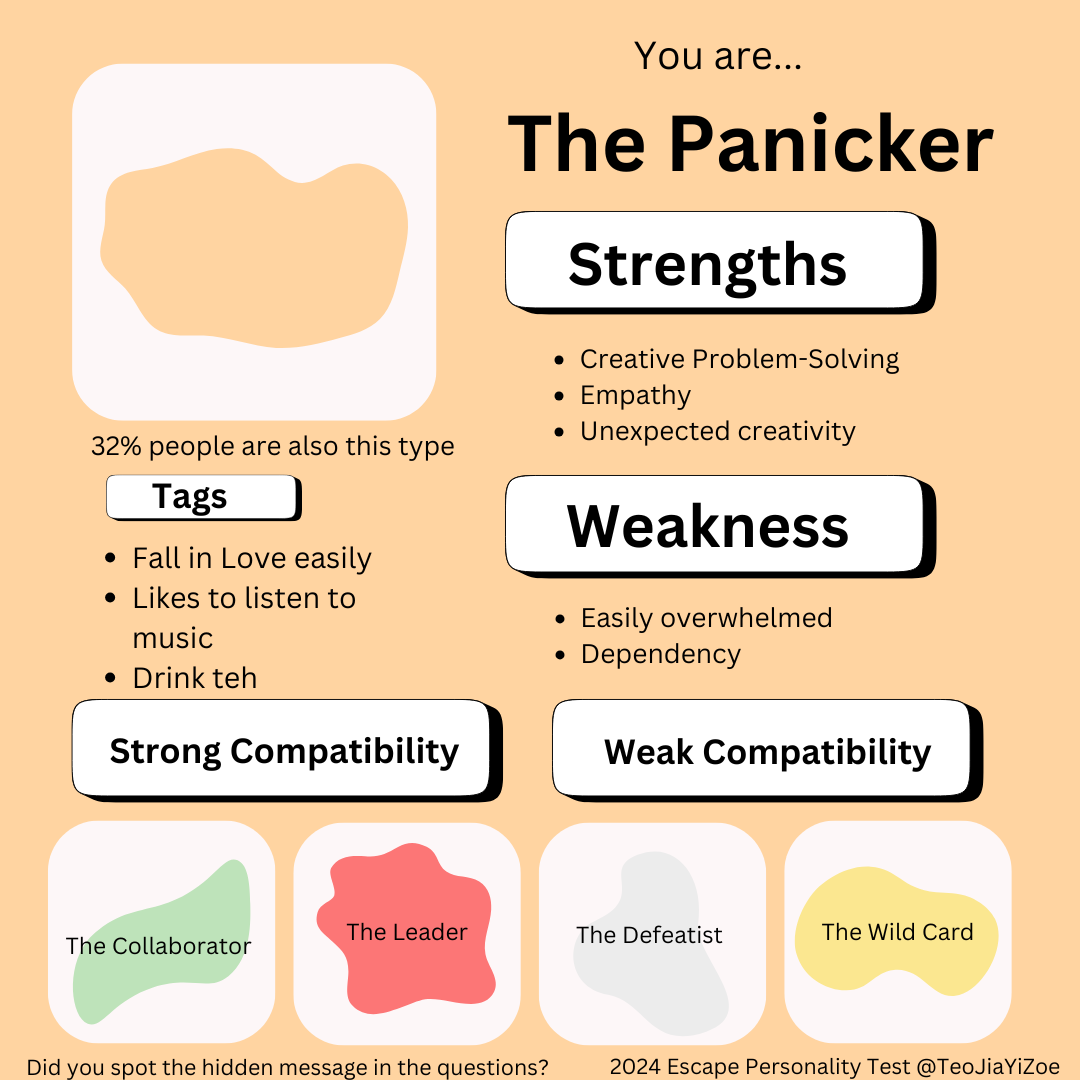 You are...
The Panicker
Strengths
Creative Problem-Solving
Empathy
Unexpected creativity
32% people are also this type
Tags
Fall in Love easily
Likes to listen to
music
Drink teh
Weakness
Easily overwhelmed
Dependency
Strong Compatibility
Weak Compatibility
The Collaborator
The Leader
The Defeatist
The Wild Card
Did you spot the hidden message in the questions?
2024 Escape Personality Test @TeoJiaYiZoe